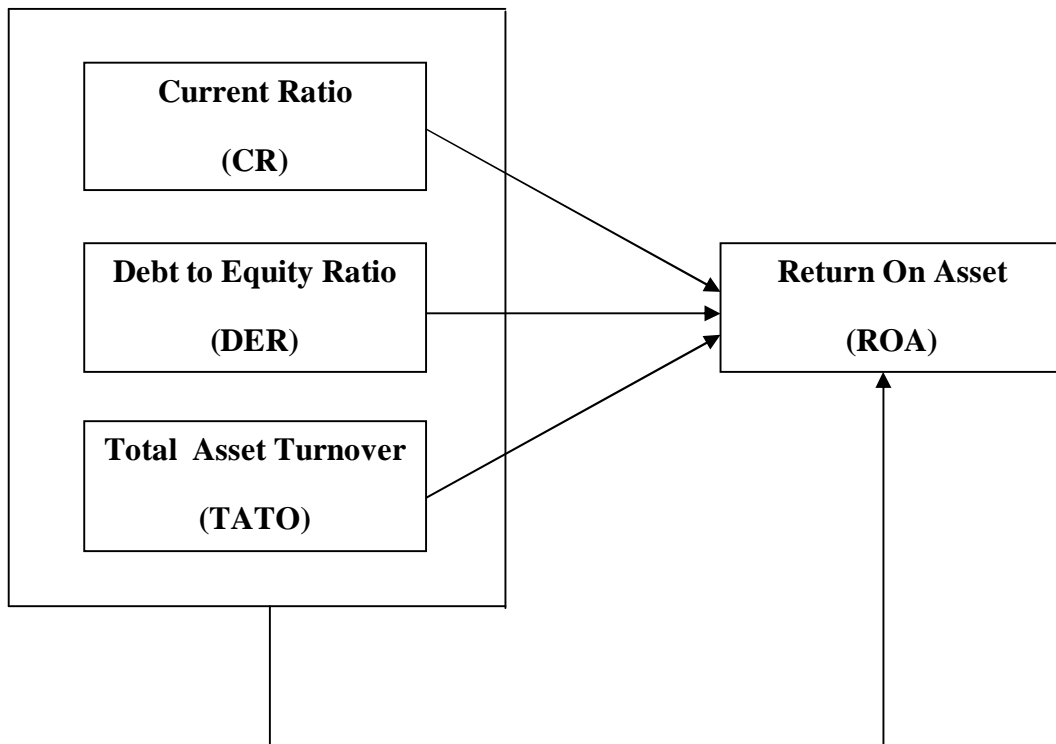 Current Ratio
(CR)
Debt to Equity Ratio
(DER)
Total Asset Turnover
(TATO)
Return On Asset
(ROA)